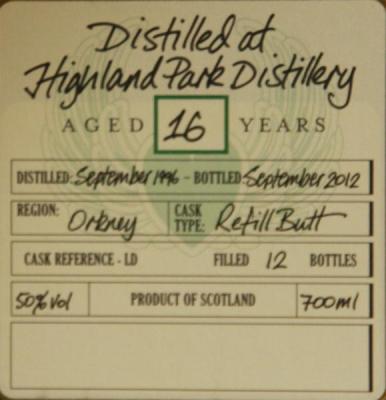 Distilled at
Highland Park Distillery
AGED 16 YEARS
DISTILLED: September 1996 - BOTTLED September 2012
REGION: Orkney CASK TYPE: Refill Butt
CASK REFERENCE - LD FILLED 12 BOTTLES
50% Vol PRODUCT OF SCOTLAND 700ml